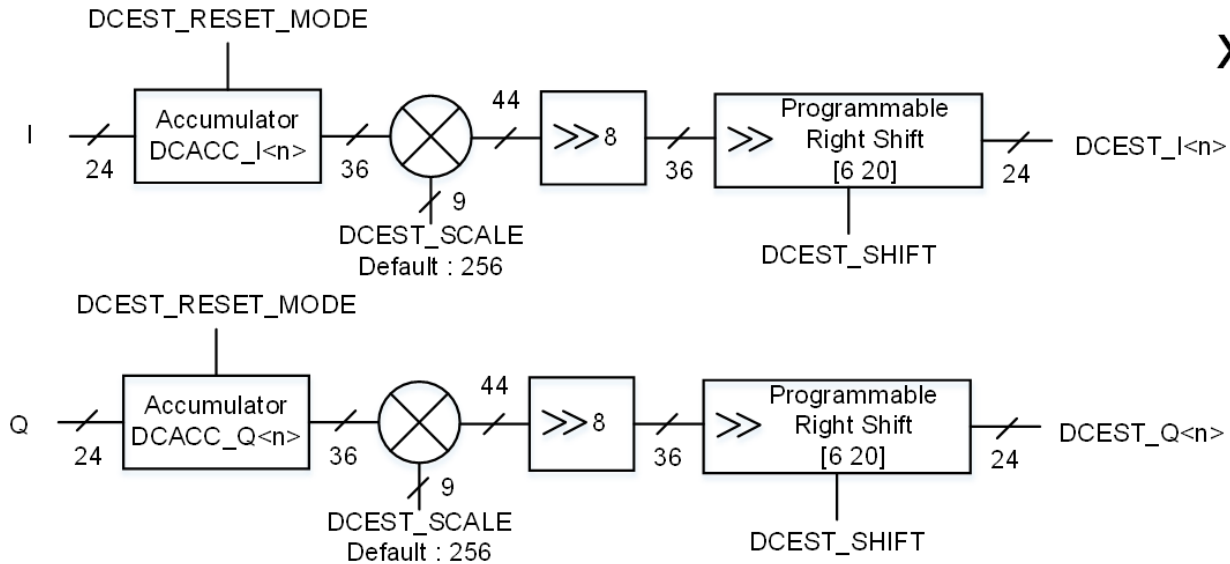 DCEST_RESET_MODE
X
I
24
Accumulator
DCACC_I<n>
36
44
9
DCEST_SCALE
Default : 256
>>8
36
>>
Programmable
Right Shift
[6 20]
24
DCEST_I<n>
DCEST_SHIFT
DCEST_RESET_MODE
Q
24
Accumulator
DCACC_Q<n>
36
44
9
DCEST_SCALE
Default : 256
>>8
36
>>
Programmable
Right Shift
[6 20]
24
DCEST_Q<n>
DCEST_SHIFT